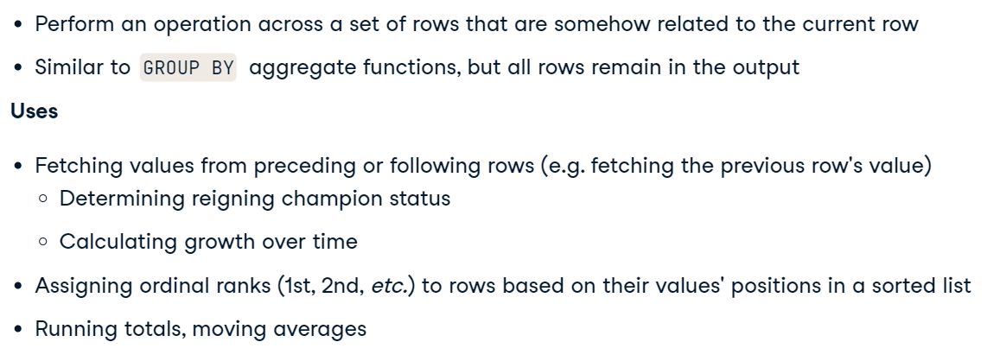 • Perform an operation across a set of rows that are somehow related to the current row
• Similar to GROUP BY aggregate functions, but all rows remain in the output
Uses
• Fetching values from preceding or following rows (e.g. fetching the previous row's value)
◦ Determining reigning champion status
◦ Calculating growth over time
• Assigning ordinal ranks (1st, 2nd, etc.) to rows based on their values' positions in a sorted list
• Running totals, moving averages